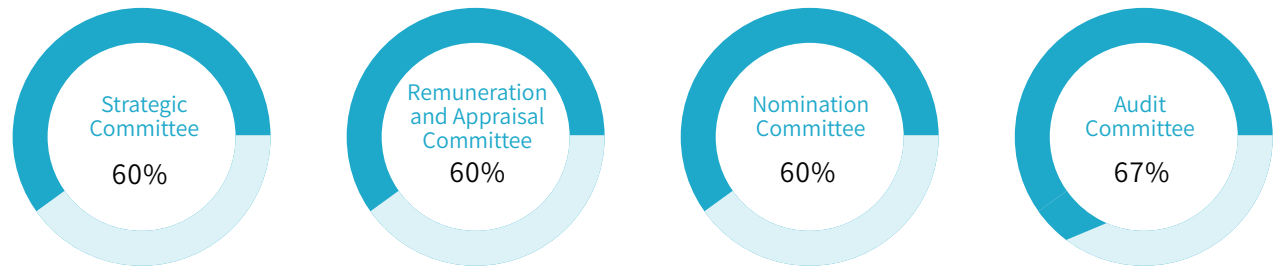 Strategic
Committee
60%
Remuneration
and Appraisal
Committee
60%
Nomination
Committee
60%
Audit
Committee
67%